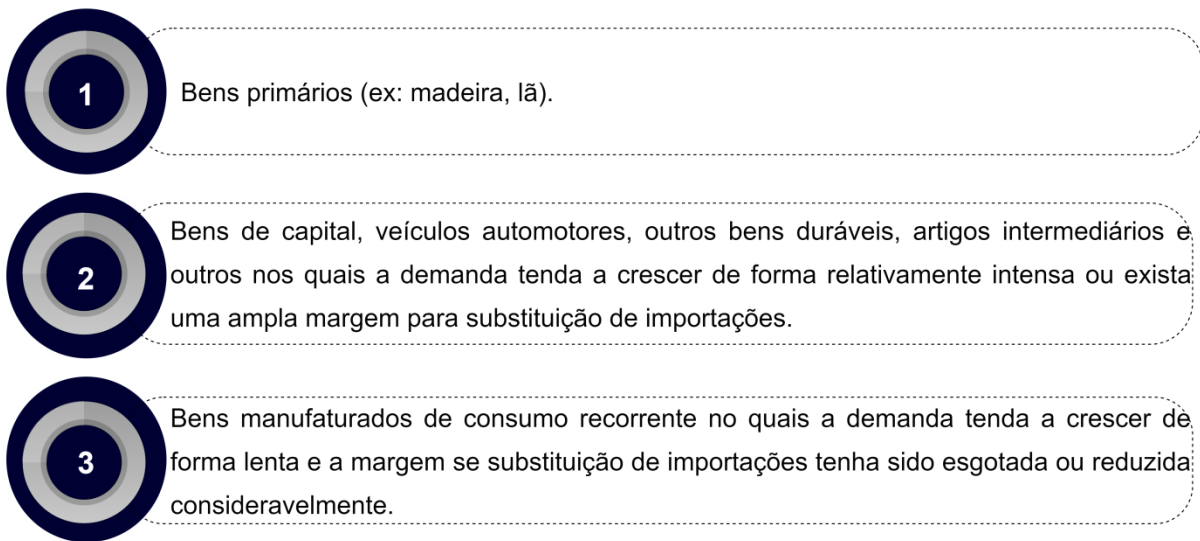 1
Bens primários (ex: madeira, lã).
2
Bens de capital, veículos automotores, outros bens duráveis, artigos intermediários e
outros nos quais a demanda tenda a crescer de forma relativamente intensa ou exista
uma ampla margem para substituição de importações.
3
Bens manufaturados de consumo recorrente no quais a demanda tenda a crescer de
forma lenta e a margem se substituição de importações tenha sido esgotada ou reduzida
consideravelmente.